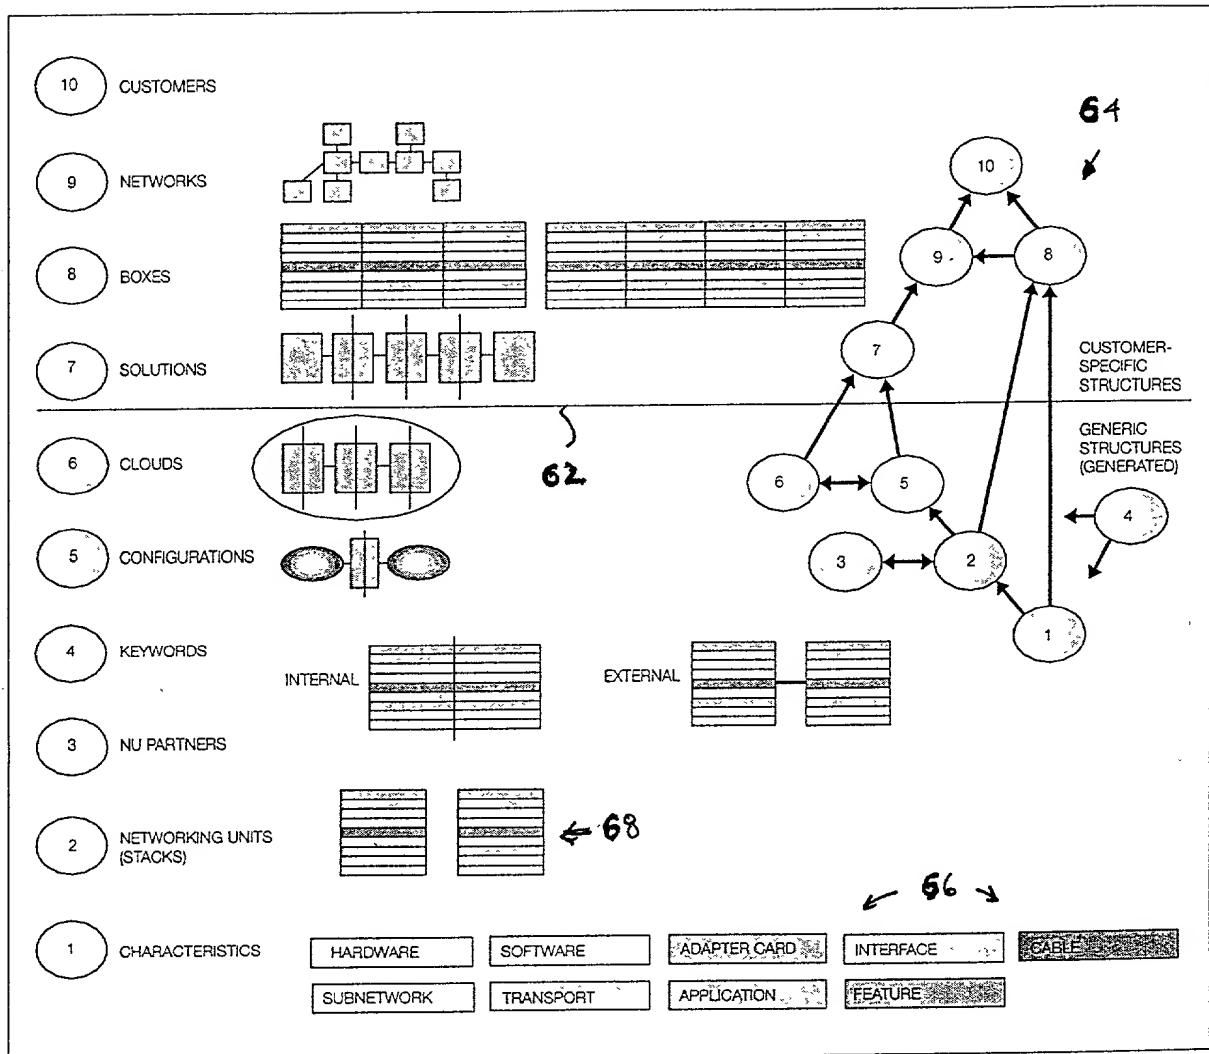 10 CUSTOMERS
64
10
9 NETWORKS
9 8
8 BOXES
7
CUSTOMER-
SPECIFIC
STRUCTURES
7 SOLUTIONS
GENERIC
STRUCTURES
(GENERATED)
6 CLOUDS
62
6 5
4
5 CONFIGURATIONS
3 2
1
4 KEYWORDS
INTERNAL
EXTERNAL
3 NU PARTNERS
2 NETWORKING UNITS
(STACKS)
68
66
1 CHARACTERISTICS
HARDWARE SOFTWARE ADAPTER CARD INTERFACE CABLE
SUBNETWORK TRANSPORT APPLICATION FEATURE